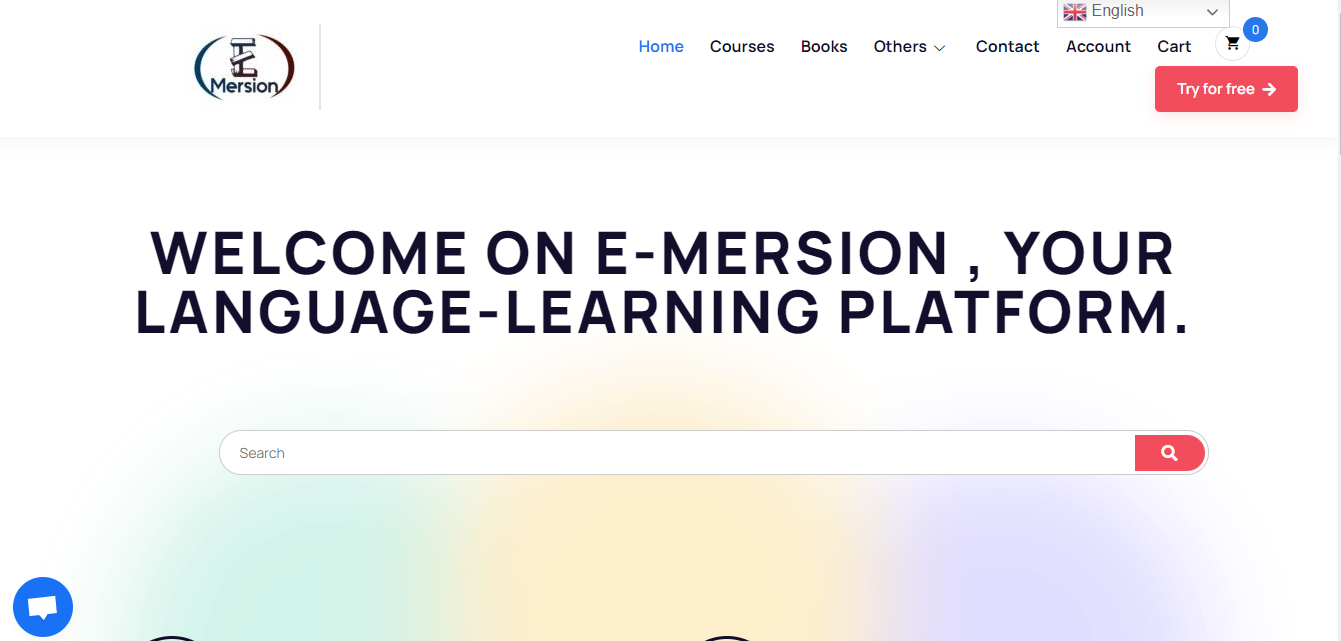 English
Home Courses Books Others Contact Account Cart 0
E
Mersion
Try for free
WELCOME ON E-MERSION , YOUR
LANGUAGE-LEARNING PLATFORM.
Search